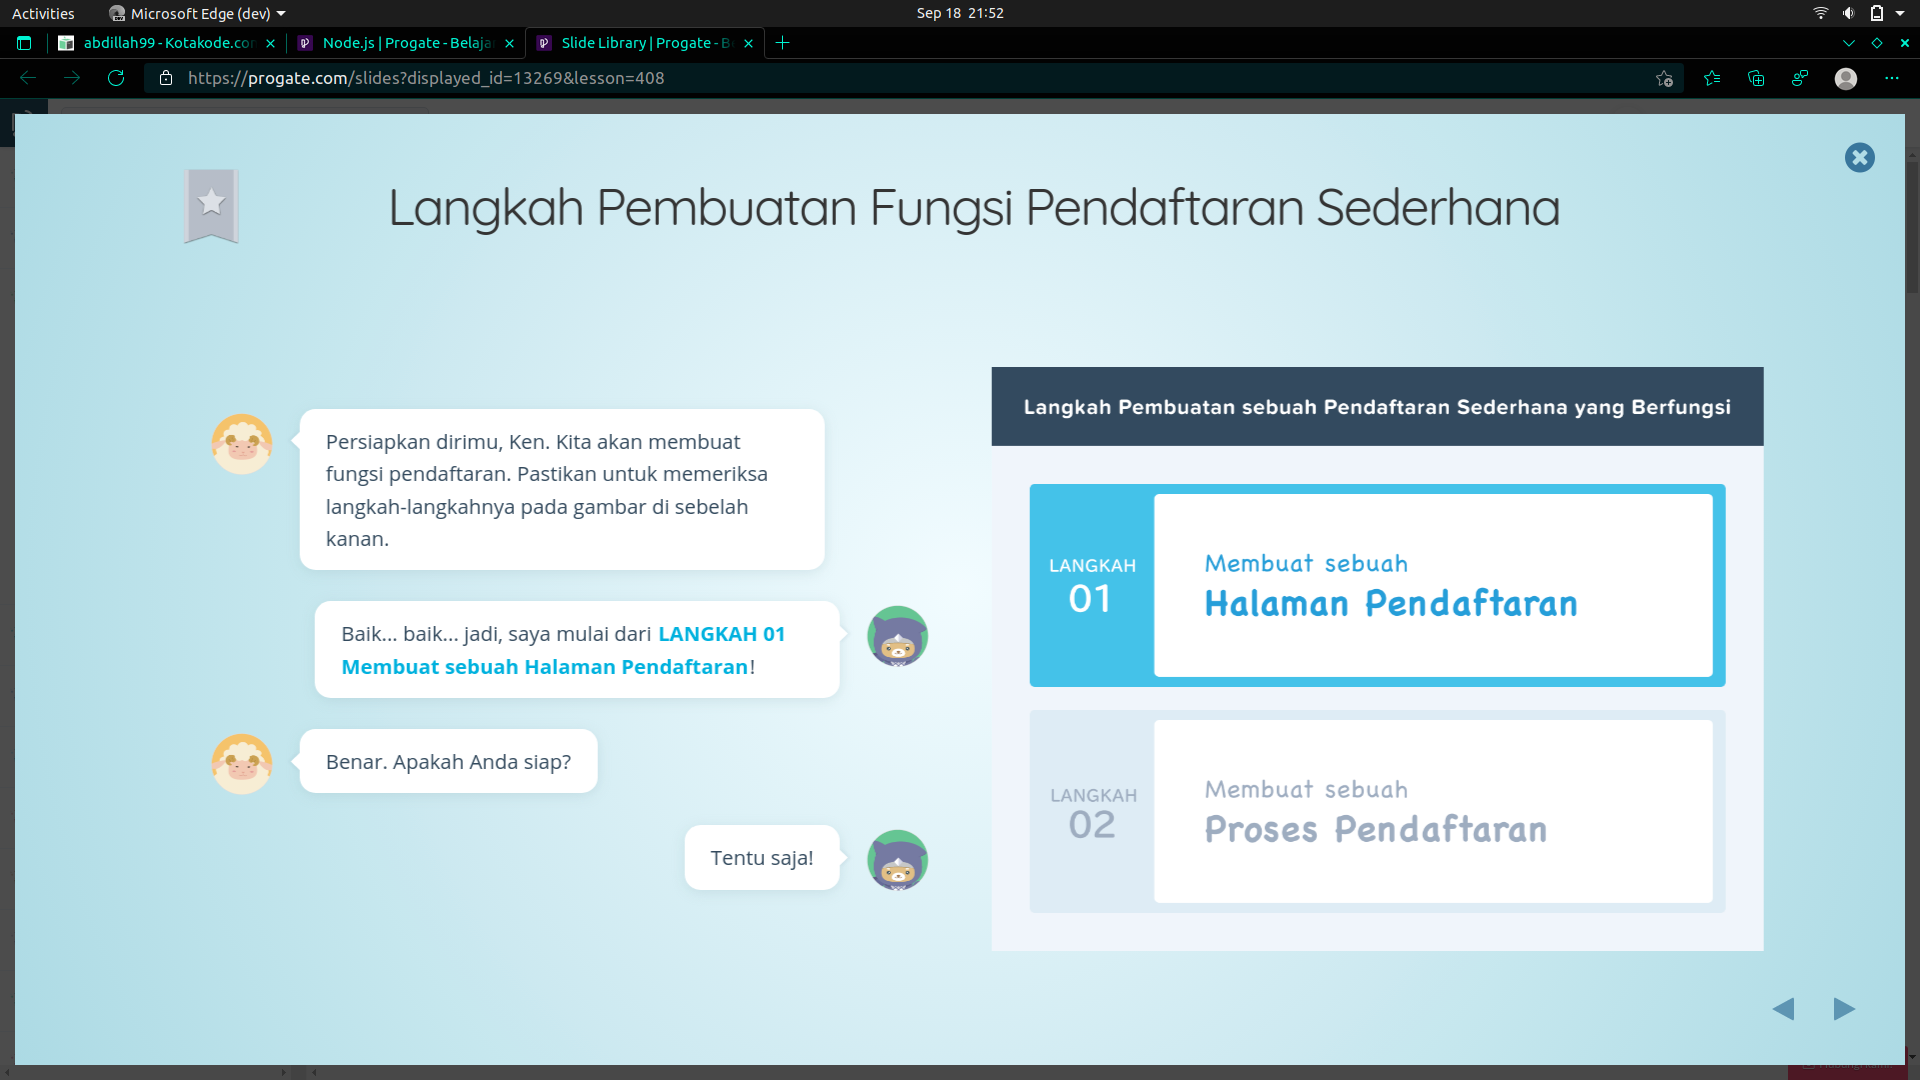 Activities
Microsoft Edge (dev)
Sep 18 21:52
abdillah99 - Kotakode.con
Node.js | Progate - Belaja
Slide Library | Progate - B
https://progate.com/slides?displayed_id=13269&lesson=408
Langkah Pembuatan Fungsi Pendaftaran Sederhana
Persiapkan dirimu, Ken. Kita akan membuat
fungsi pendaftaran. Pastikan untuk memeriksa
langkah-langkahnya pada gambar di sebelah
kanan.
Baik... baik... jadi, saya mulai dari LANGKAH 01
Membuat sebuah Halaman Pendaftaran!
Benar. Apakah Anda siap?
Tentu saja!
Langkah Pembuatan sebuah Pendaftaran Sederhana yang Berfungsi
LANGKAH
01
Membuat sebuah
Halaman Pendaftaran
LANGKAH
02
Membuat sebuah
Proses Pendaftaran